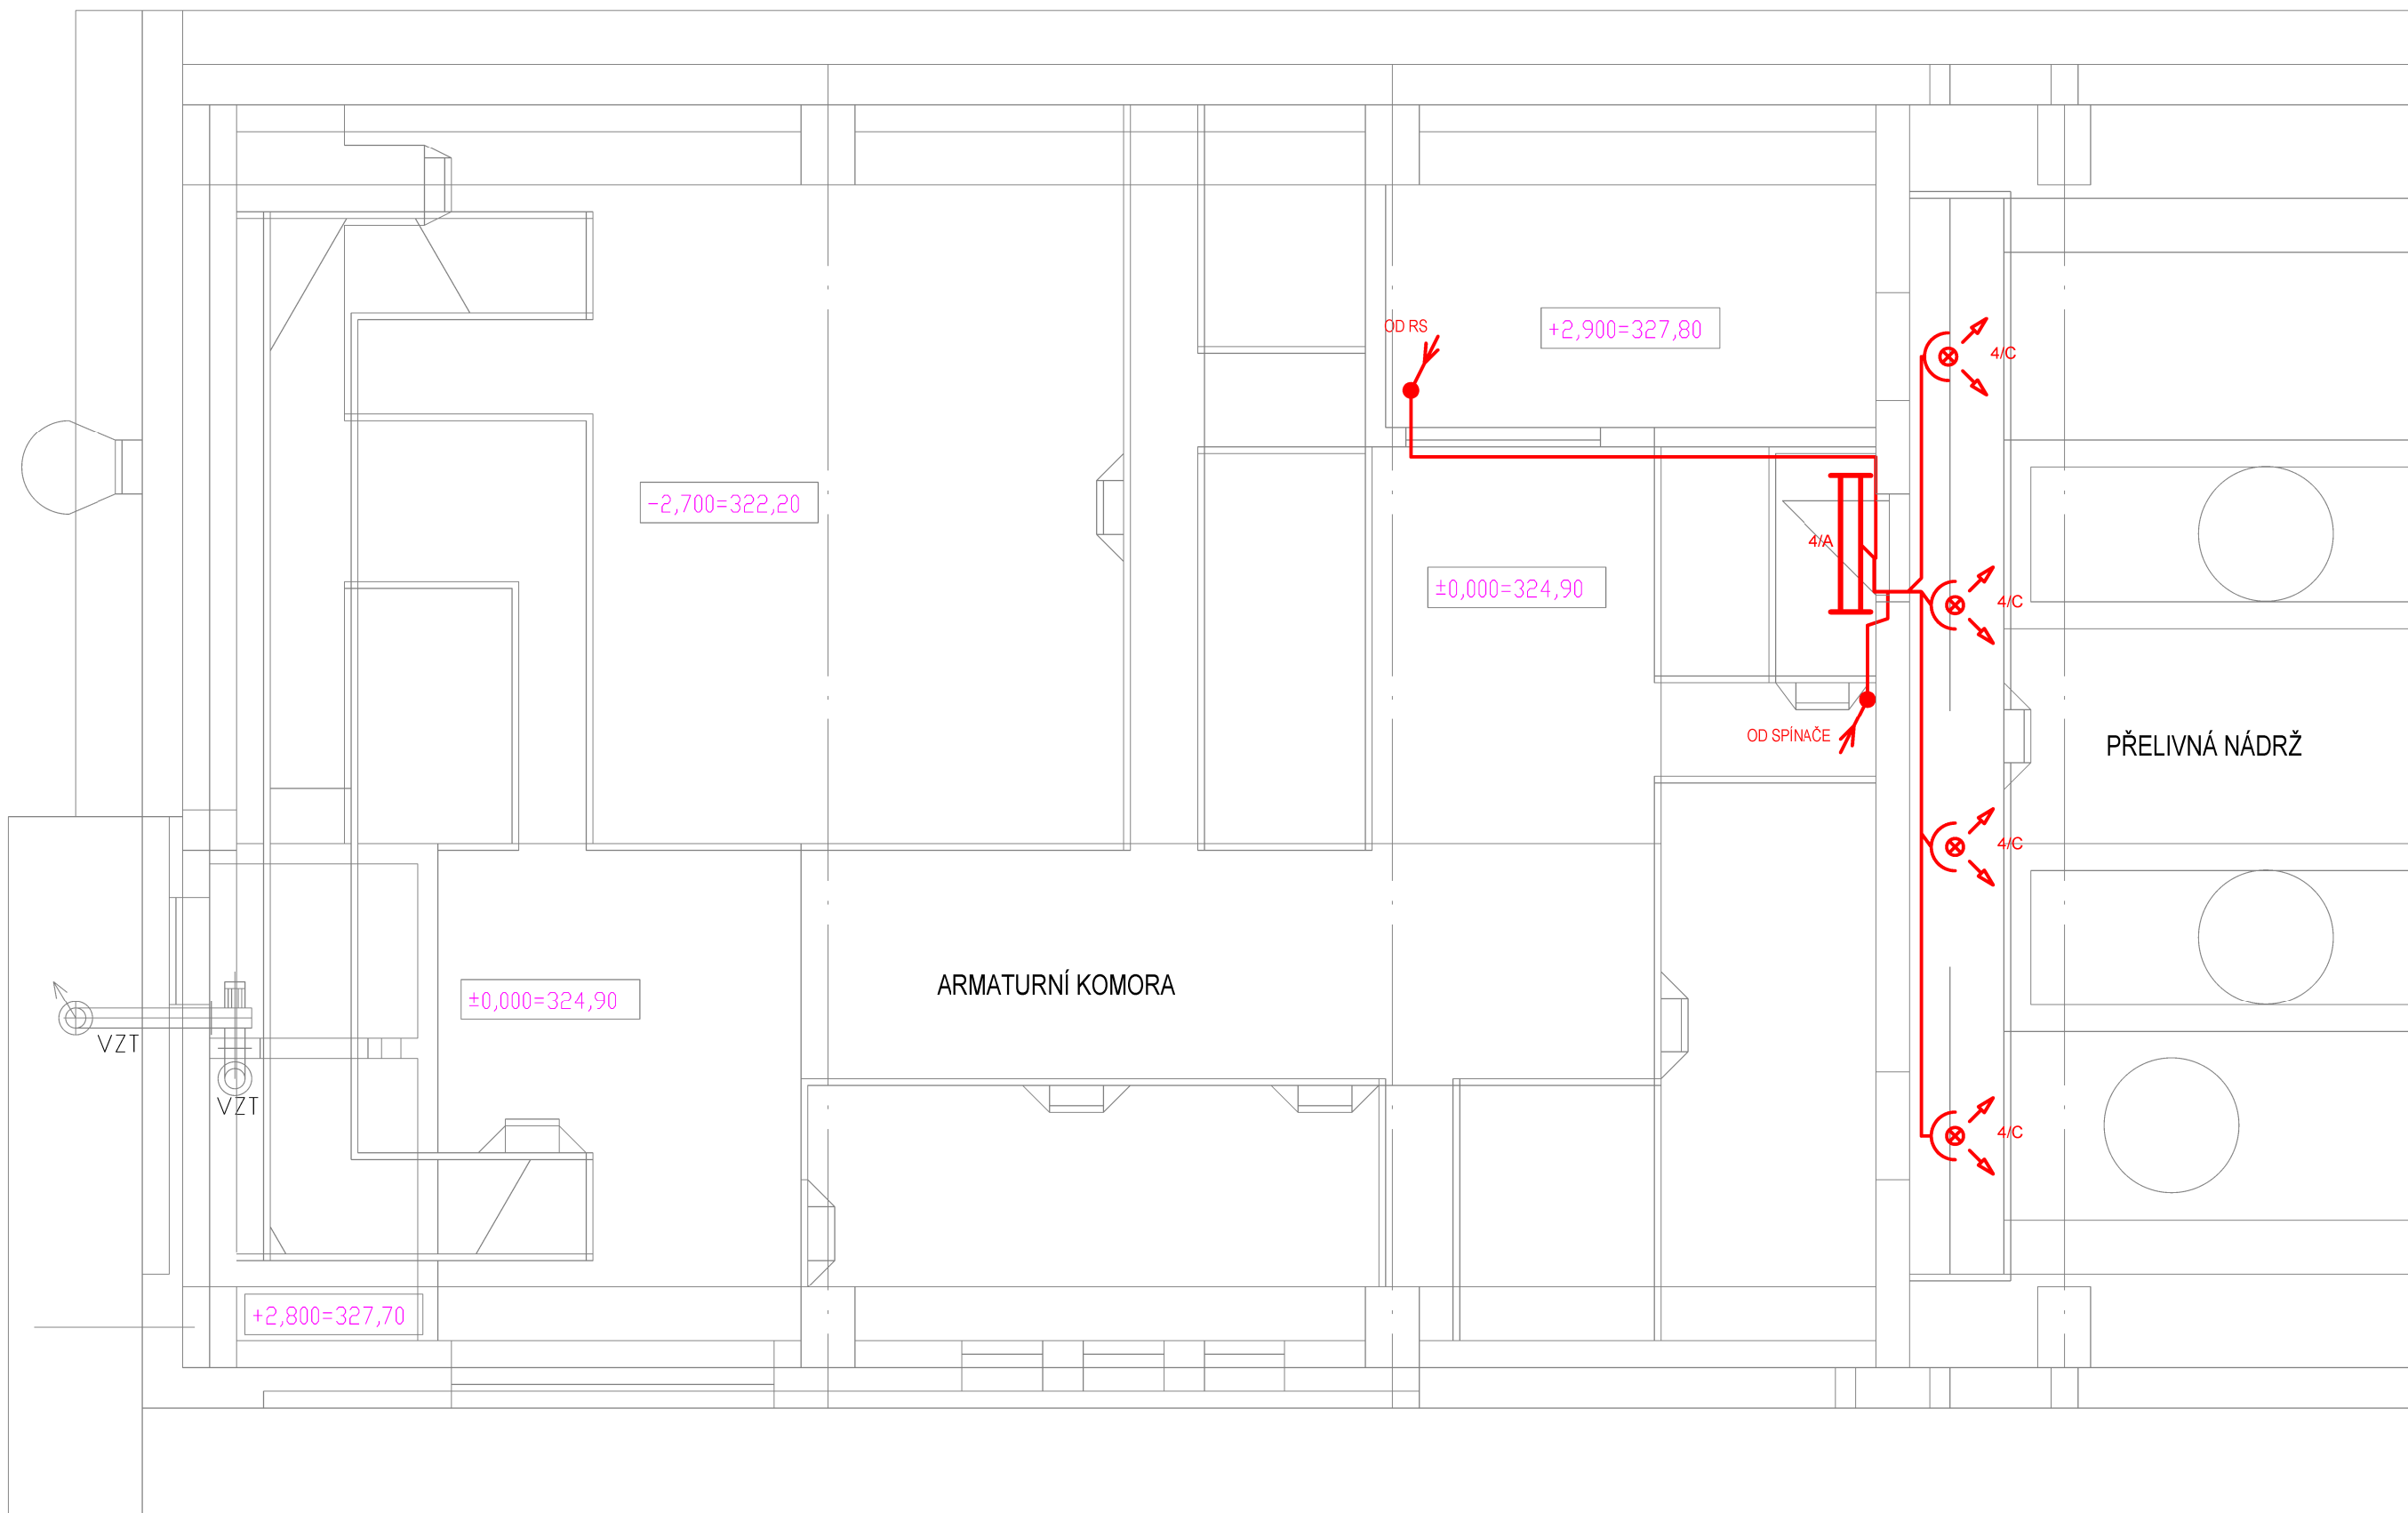 OD RS
+2,900=327,80
4/C
-2,700=322,20
4/A
±0,000=324,90
4/C
OD SPÍNAČE
PŘELIVNÁ NÁDRŽ
4/C
ARMATURNÍ KOMORA
±0,000=324,90
VZT
VZT
4/C
+2,800=327,70